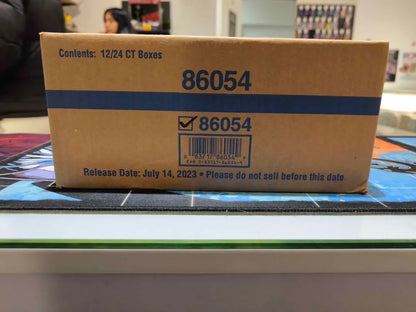 Contents: 12/24 CT Boxes
86054
86054
Release Date: July 14, 2023 • Please do not sell before this date